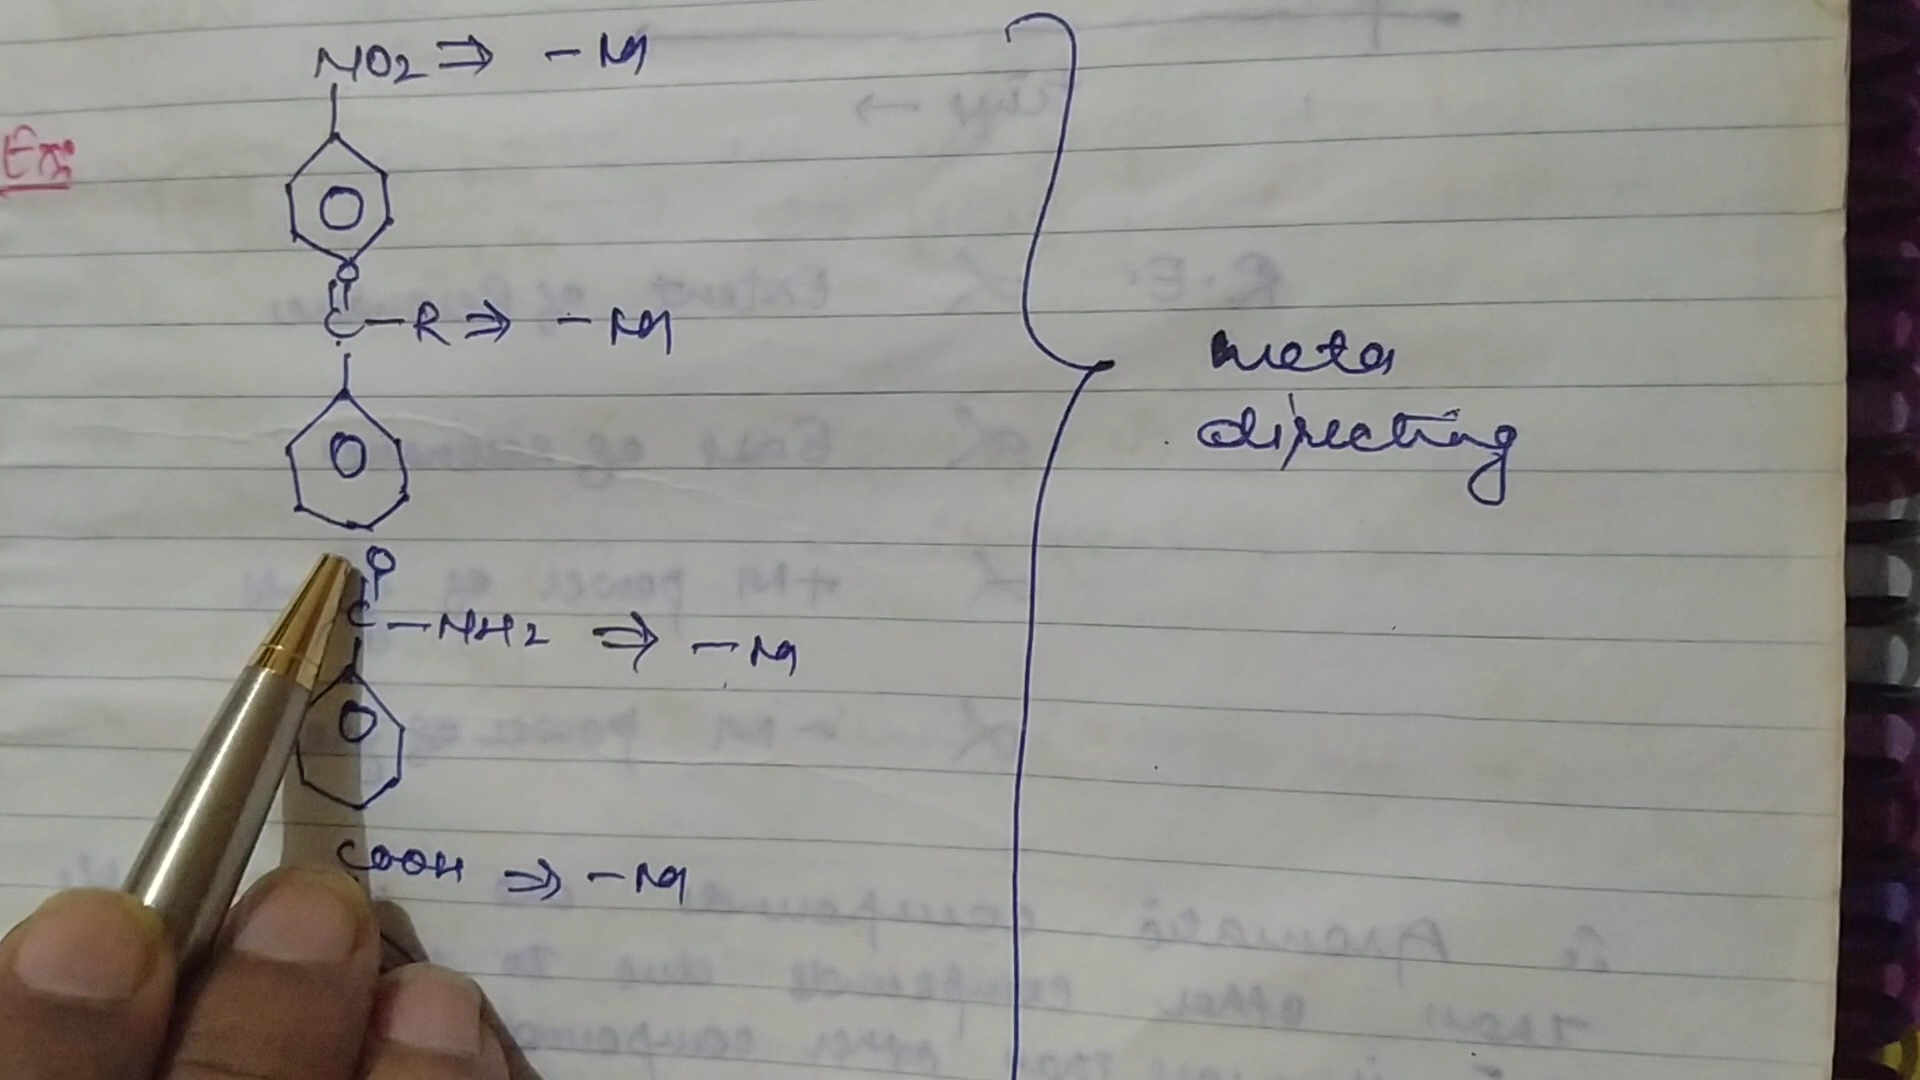 NO2 ⇒ -M
Ex:
O
C-R ⇒ -M
meta
directing
O
C-NH2 ⇒ -M
COOH ⇒ -M